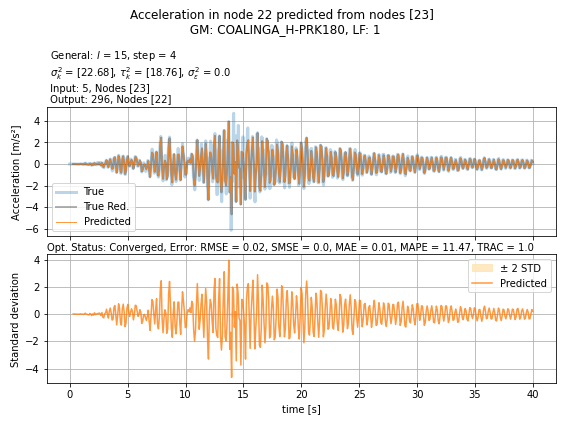 Acceleration in node 22 predicted from nodes [23]
GM: COALINGA_H-PRK180, LF: 1
General: l = 15, step = 4
σ²ₖ = [22.68], τ²ₖ = [18.76], σ²ε = 0.0
Input: 5, Nodes [23]
Output: 296, Nodes [22]
Acceleration [m/s²]
4
2
0
−2
−4
−6
True
True Red.
Predicted
Opt. Status: Converged, Error: RMSE = 0.02, SMSE = 0.0, MAE = 0.01, MAPE = 11.47, TRAC = 1.0
Standard deviation
4
2
0
−2
−4
± 2 STD
Predicted
0 5 10 15 20 25 30 35 40
time [s]